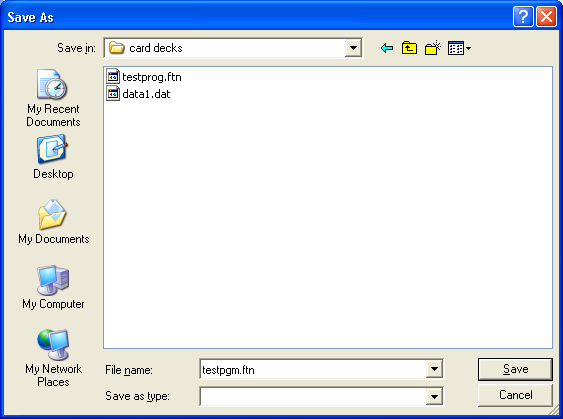 Save As
Save in: card decks
testprog.ftn
data1.dat
My Recent
Documents
Desktop
My Documents
My Computer
My Network
Places
File name: testpgm.ftn
Save as type:
Save
Cancel